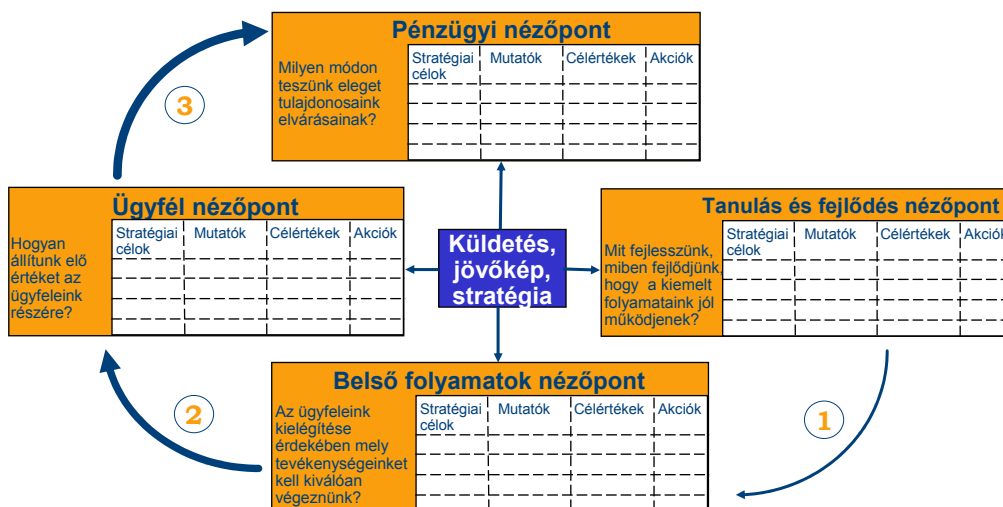 Pénzügyi nézőpont
Milyen módon
teszünk eleget
tulajdonosaink
elvárásainak?
Stratégiai
célok
Mutatók
Célértékek
Akciók
3
Ügyfél nézőpont
Hogyan
állítunk elő
értéket az
ügyfeleink
részére?
Stratégiai
célok
Mutatók
Célértékek
Akciók
Küldetés,
jövőkép,
stratégia
Tanulás és fejlődés nézőpont
Mit fejlesszünk,
miben fejlődjünk,
hogy a kiemelt
folyamataink jól
működjenek?
Stratégiai
célok
Mutatók
Célértékek
Akciók
Belső folyamatok nézőpont
Az ügyfeleink
kielégítése
érdekében mely
tevékenységeinket
kell kiválóan
végeznünk?
Stratégiai
célok
Mutatók
Célértékek
Akciók
2
1